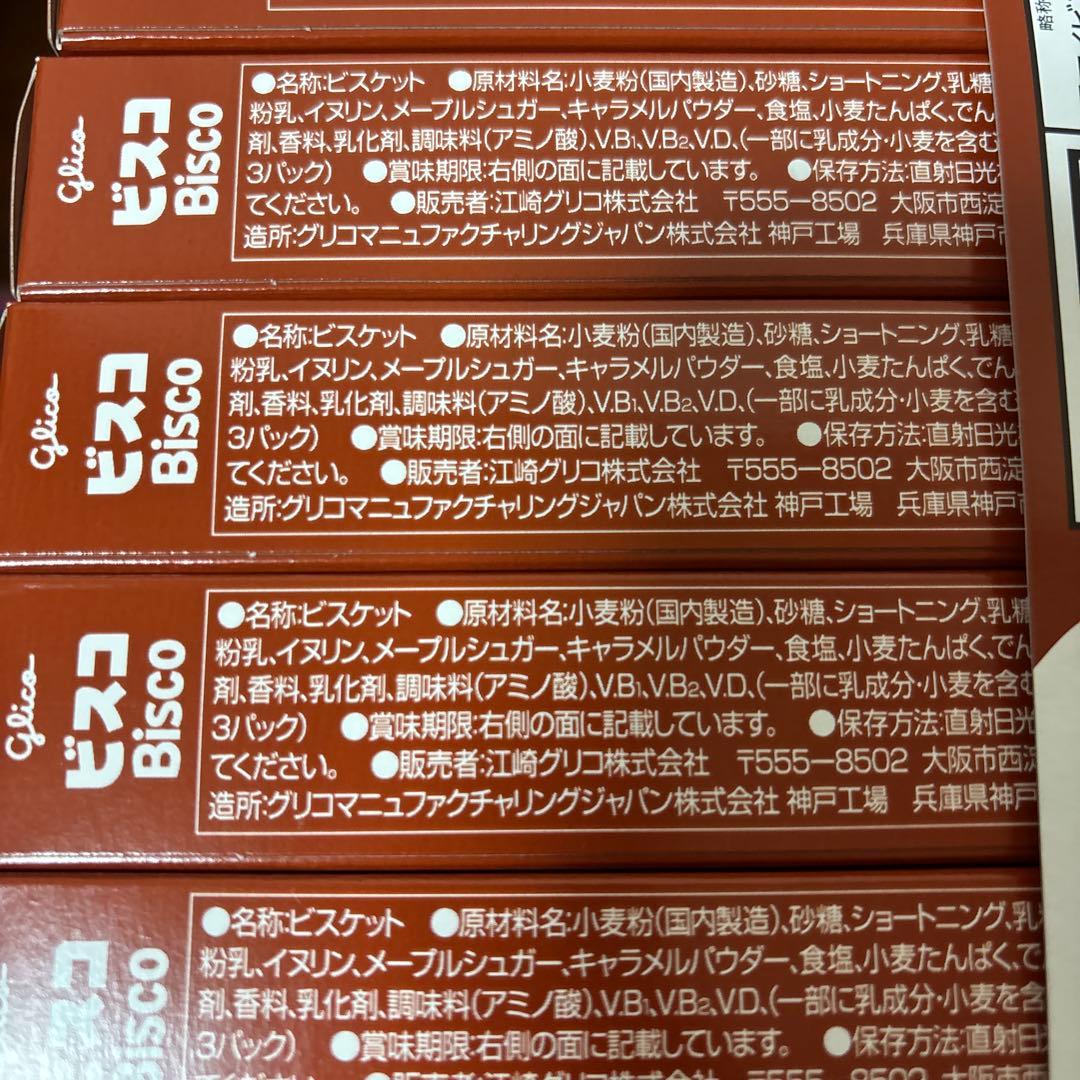 略称
Glico
ビスコ
Bisco
●名称:ビスケット ●原材料名:小麦粉(国内製造)、砂糖、ショートニング、乳糖
粉乳、イヌリン、メープルシュガー、キャラメルパウダー、食塩、小麦たんぱく、でん
剤、香料、乳化剤、調味料(アミノ酸)、V.B1、V.B2、V.D、(一部に乳成分・小麦を含む
3パック) ●賞味期限:右側の面に記載しています。 ●保存方法:直射日光
てください。 ●販売者:江崎グリコ株式会社 〒555－8502 大阪市西淀
造所:グリコマニュファクチャリングジャパン株式会社 神戸工場 兵庫県神戸市
Glico
ビスコ
Bisco
●名称:ビスケット ●原材料名:小麦粉(国内製造)、砂糖、ショートニング、乳糖
粉乳、イヌリン、メープルシュガー、キャラメルパウダー、食塩、小麦たんぱく、でん
剤、香料、乳化剤、調味料(アミノ酸)、V.B1、V.B2、V.D、(一部に乳成分・小麦を含む
3パック) ●賞味期限:右側の面に記載しています。 ●保存方法:直射日光
てください。 ●販売者:江崎グリコ株式会社 〒555－8502 大阪市西淀
造所:グリコマニュファクチャリングジャパン株式会社 神戸工場 兵庫県神戸市
Glico
ビスコ
Bisco
●名称:ビスケット ●原材料名:小麦粉(国内製造)、砂糖、ショートニング、乳糖
粉乳、イヌリン、メープルシュガー、キャラメルパウダー、食塩、小麦たんぱく、でん
剤、香料、乳化剤、調味料(アミノ酸)、V.B1、V.B2、V.D、(一部に乳成分・小麦を含む
3パック) ●賞味期限:右側の面に記載しています。 ●保存方法:直射日光
てください。 ●販売者:江崎グリコ株式会社 〒555－8502 大阪市西淀
造所:グリコマニュファクチャリングジャパン株式会社 神戸工場 兵庫県神戸
ビスコ
Bisco
●名称:ビスケット ●原材料名:小麦粉(国内製造)、砂糖、ショートニング、乳
粉乳、イヌリン、メープルシュガー、キャラメルパウダー、食塩、小麦たんぱく、で
剤、香料、乳化剤、調味料(アミノ酸)、V.B1、V.B2、V.D、(一部に乳成分・小麦を含
3パック) ●賞味期限:右側の面に記載しています。 ●保存方法:直射日